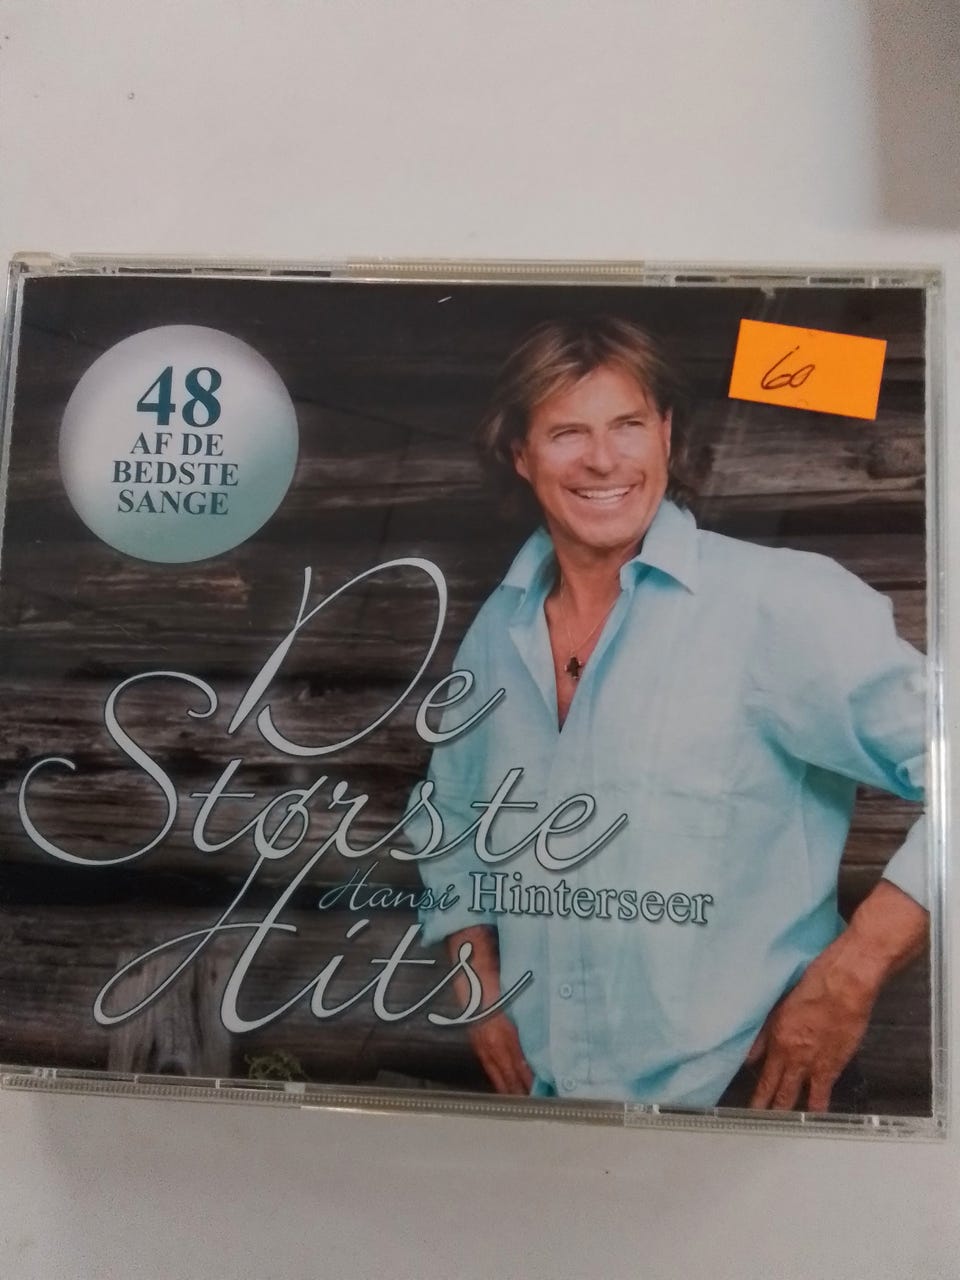 48
AF DE
BEDSTE
SANGE
60
De
Største
Hansi Hinterseer
Hits